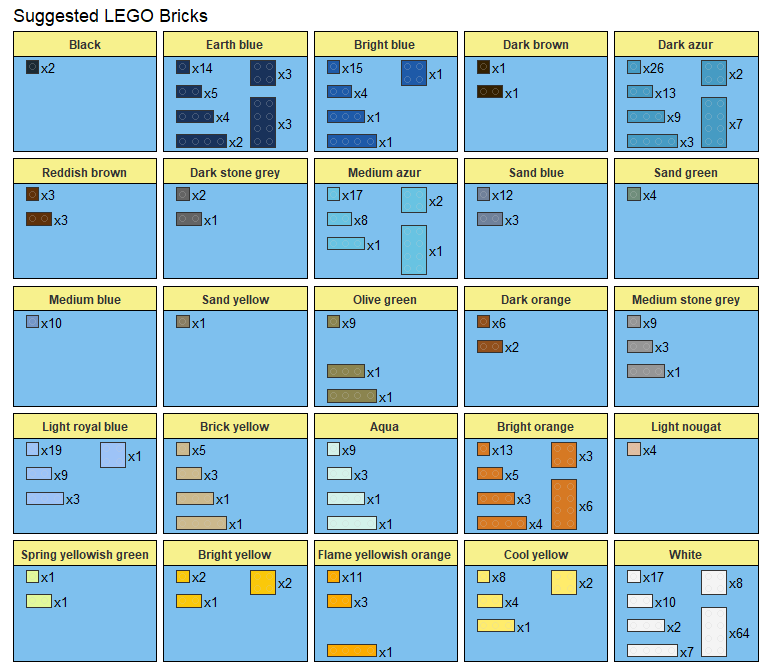 Suggested LEGO Bricks
Black
x2
Earth blue
x14
x5
x4
x2
x3
x3
Bright blue
x15
x4
x1
x1
x1
Dark brown
x1
x1
Dark azur
x26
x13
x9
x3
x2
x7
Reddish brown
x3
x3
Dark stone grey
x2
x1
Medium azur
x17
x8
x1
x2
x1
Sand blue
x12
x3
Sand green
x4
Medium blue
x10
Sand yellow
x1
Olive green
x9
x1
x1
Dark orange
x6
x2
Medium stone grey
x9
x3
x1
Light royal blue
x19
x9
x3
x1
Brick yellow
x5
x3
x1
x1
Aqua
x9
x3
x1
x1
Bright orange
x13
x5
x3
x4
x3
x6
Light nougat
x4
Spring yellowish green
x1
x1
Bright yellow
x2
x1
x2
Flame yellowish orange
x11
x3
x1
Cool yellow
x8
x4
x1
x2
White
x17
x10
x2
x7
x8
x64